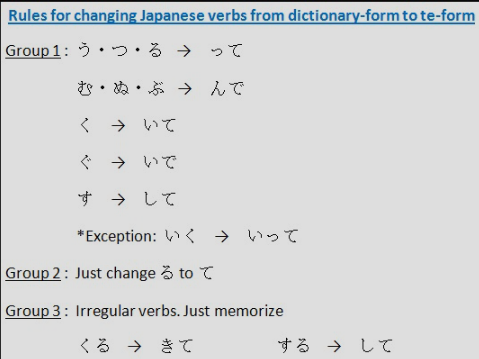 Rules for changing Japanese verbs from dictionary-form to te-form
Group 1 : う・つ・る → って
む・ぬ・ぶ → んで
く → いて
ぐ → いで
す → して
*Exception: いく → いって
Group 2 : Just change る to て
Group 3 : Irregular verbs. Just memorize
くる → きて する → して